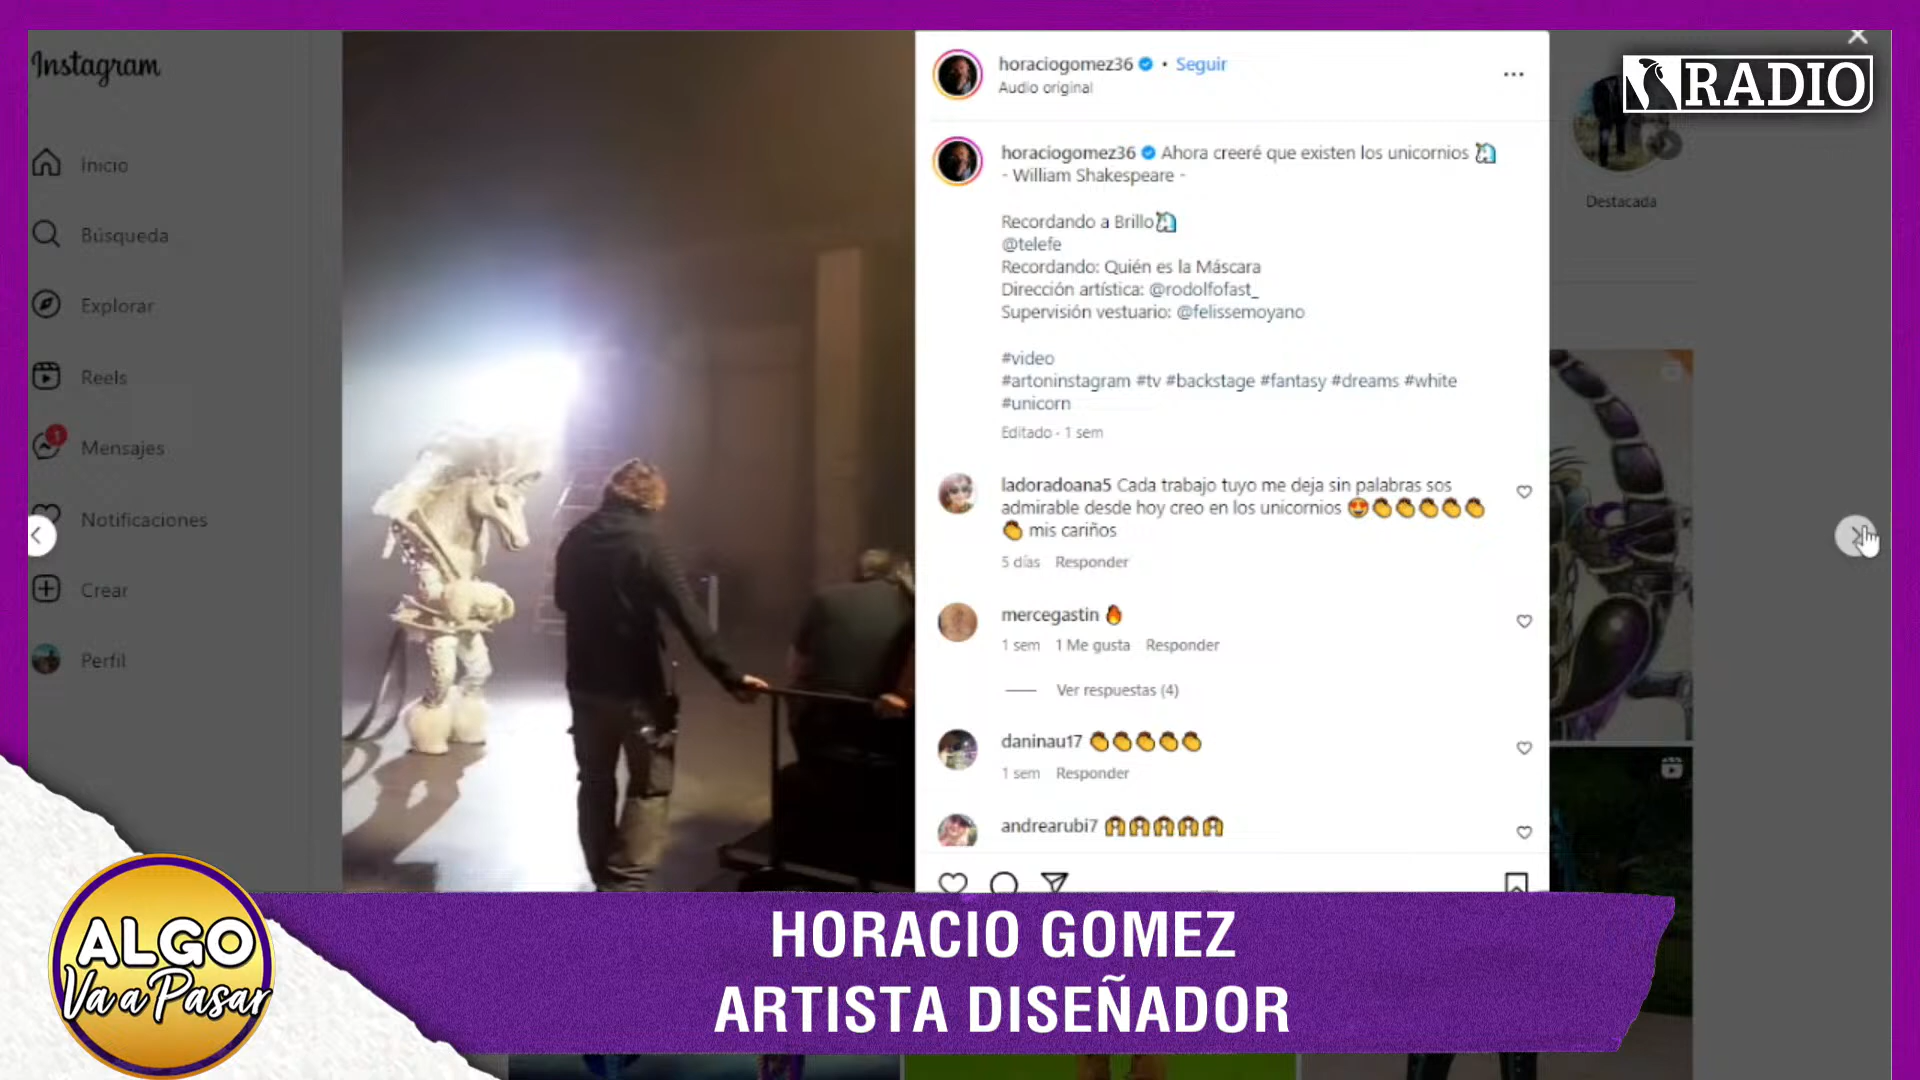 Instagram
Inicio
Búsqueda
Explorar
Reels
1
Mensajes
Notificaciones
Crear
Perfil
horaciogomez36 • Seguir
Audio original
horaciogomez36 Ahora creeré que existen los unicornios 🦄
- William Shakespeare -
Recordando a Brillo🦄
@telefe
Recordando: Quién es la Máscara
Dirección artística: @rodolfofast_
Supervisión vestuario: @felissemoyano
#video
#artoninstagram #tv #backstage #fantasy #dreams #white
#unicorn
Editado · 1 sem
ladoradoana5 Cada trabajo tuyo me deja sin palabras sos
admirable desde hoy creo en los unicornios 😍👏👏👏👏👏
👏 mis cariños
5 días Responder
mercegastin 🔥
1 sem 1 Me gusta Responder
Ver respuestas (4)
daninau17 👏👏👏👏👏
1 sem Responder
andrearubi7 🙌🙌🙌🙌🙌
RADIO
Destacada
ALGO
Va a Pasar
HORACIO GOMEZ
ARTISTA DISEÑADOR